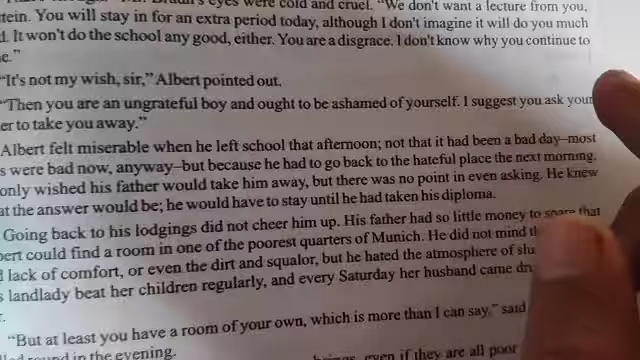 eyes were cold and cruel. "We don't want a lecture from you,
tein. You will stay in for an extra period today, although I don't imagine it will do you much
d. It won't do the school any good, either. You are a disgrace. I don't know why you continue to
e."
"It's not my wish, sir," Albert pointed out.
"Then you are an ungrateful boy and ought to be ashamed of yourself. I suggest you ask your
er to take you away."
Albert felt miserable when he left school that afternoon; not that it had been a bad day–most
s were bad now, anyway–but because he had to go back to the hateful place the next morning.
only wished his father would take him away, but there was no point in even asking. He knew
at the answer would be; he would have to stay until he had taken his diploma.
Going back to his lodgings did not cheer him up. His father had so little money to spare that
bert could find a room in one of the poorest quarters of Munich. He did not mind th
d lack of comfort, or even the dirt and squalor, but he hated the atmosphere of slu
s landlady beat her children regularly, and every Saturday her husband came dr
r.
"But at least you have a room of your own, which is more than I can say," said
round in the evening.
even if they are all poor